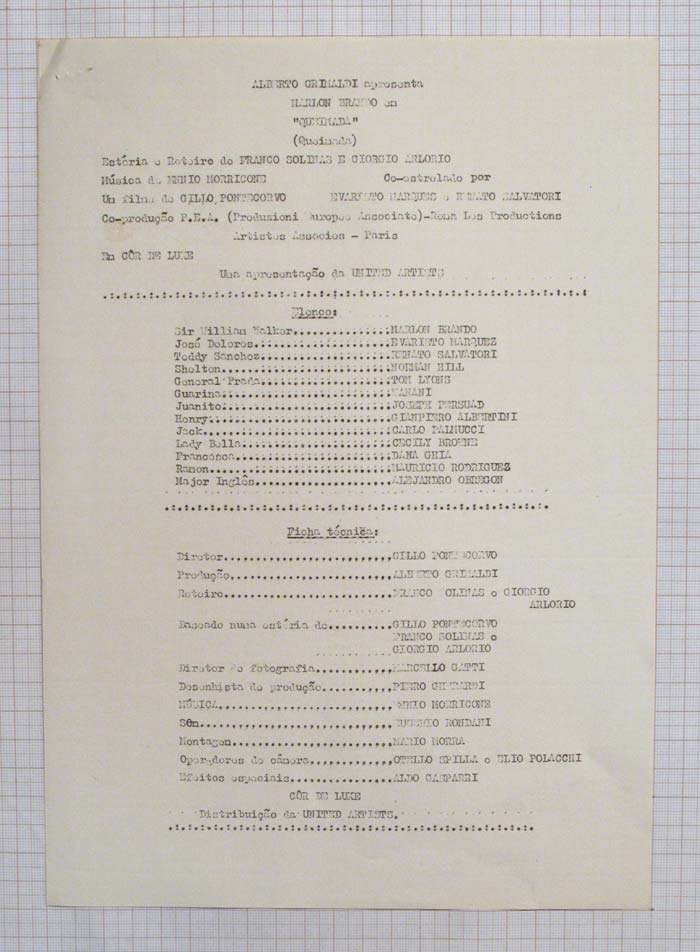 ALBERTO GRIMALDI apresenta
MARLON BRANDO em
"QUEIMADA"
(Queimada)
Estória e Roteiro de FRANCO SOLINAS E GIORGIO ARLORIO
Música de ENNIO MORRICONE Co-estrelado por
Um filme de GILLO PONTECORVO EVARISTO MARQUES e RENATO SALVATORI
Co-produção P.E.A. (Produzioni Europee Associate)-Roma Les Productions
Artistes Associes - Paris
Em CÔR DE LUXE
Uma apresentação da UNITED ARTISTS
Elenco:
Sir Willian Walker MARLON BRANDO
José Dolores EVARISTO MARQUEZ
Teddy Sanchez RENATO SALVATORI
Shelton NORMAN HILL
General Prada TOM LYONS
Guarina WANANI
Juanito JOSEPH PERSUAD
Henry GIANPIERO ALBERTINI
Jack CARLO PALMUCCI
Lady Bella CECILY BROWNE
Francesca DANA GHIA
Ramon MAURICIO RODRIGUEZ
Major Inglês ALEJANDRO OBREGON
Ficha técnica:
Diretor GILLO PONTECORVO
Produção ALBERTO GRIMALDI
Roteiro FRANCO SOLINAS e GIORGIO
ARLORIO
Baseado numa estória de GILLO PONTECORVO
FRANCO SOLINAS e
GIORGIO ARLORIO
Diretor de fotografia MARCELLO GATTI
Desenhista de produção PIERO GHERARDI
MÚSICA ENNIO MORRICONE
Sôn EUGENIO RONDANI
Montagem MARIO MORRA
Operadores de câmera OTELLO SPILLA e ELIO POLACCHI
Efeitos especiais ALDO GASPARRI
CÔR DE LUXE
Distribuição da UNITED ARTISTS.